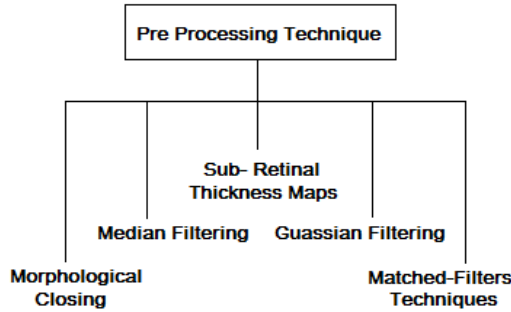 Pre Processing Technique
Sub- Retinal
Thickness Maps
Median Filtering
Guassian Filtering
Morphological
Closing
Matched-Filters
Techniques